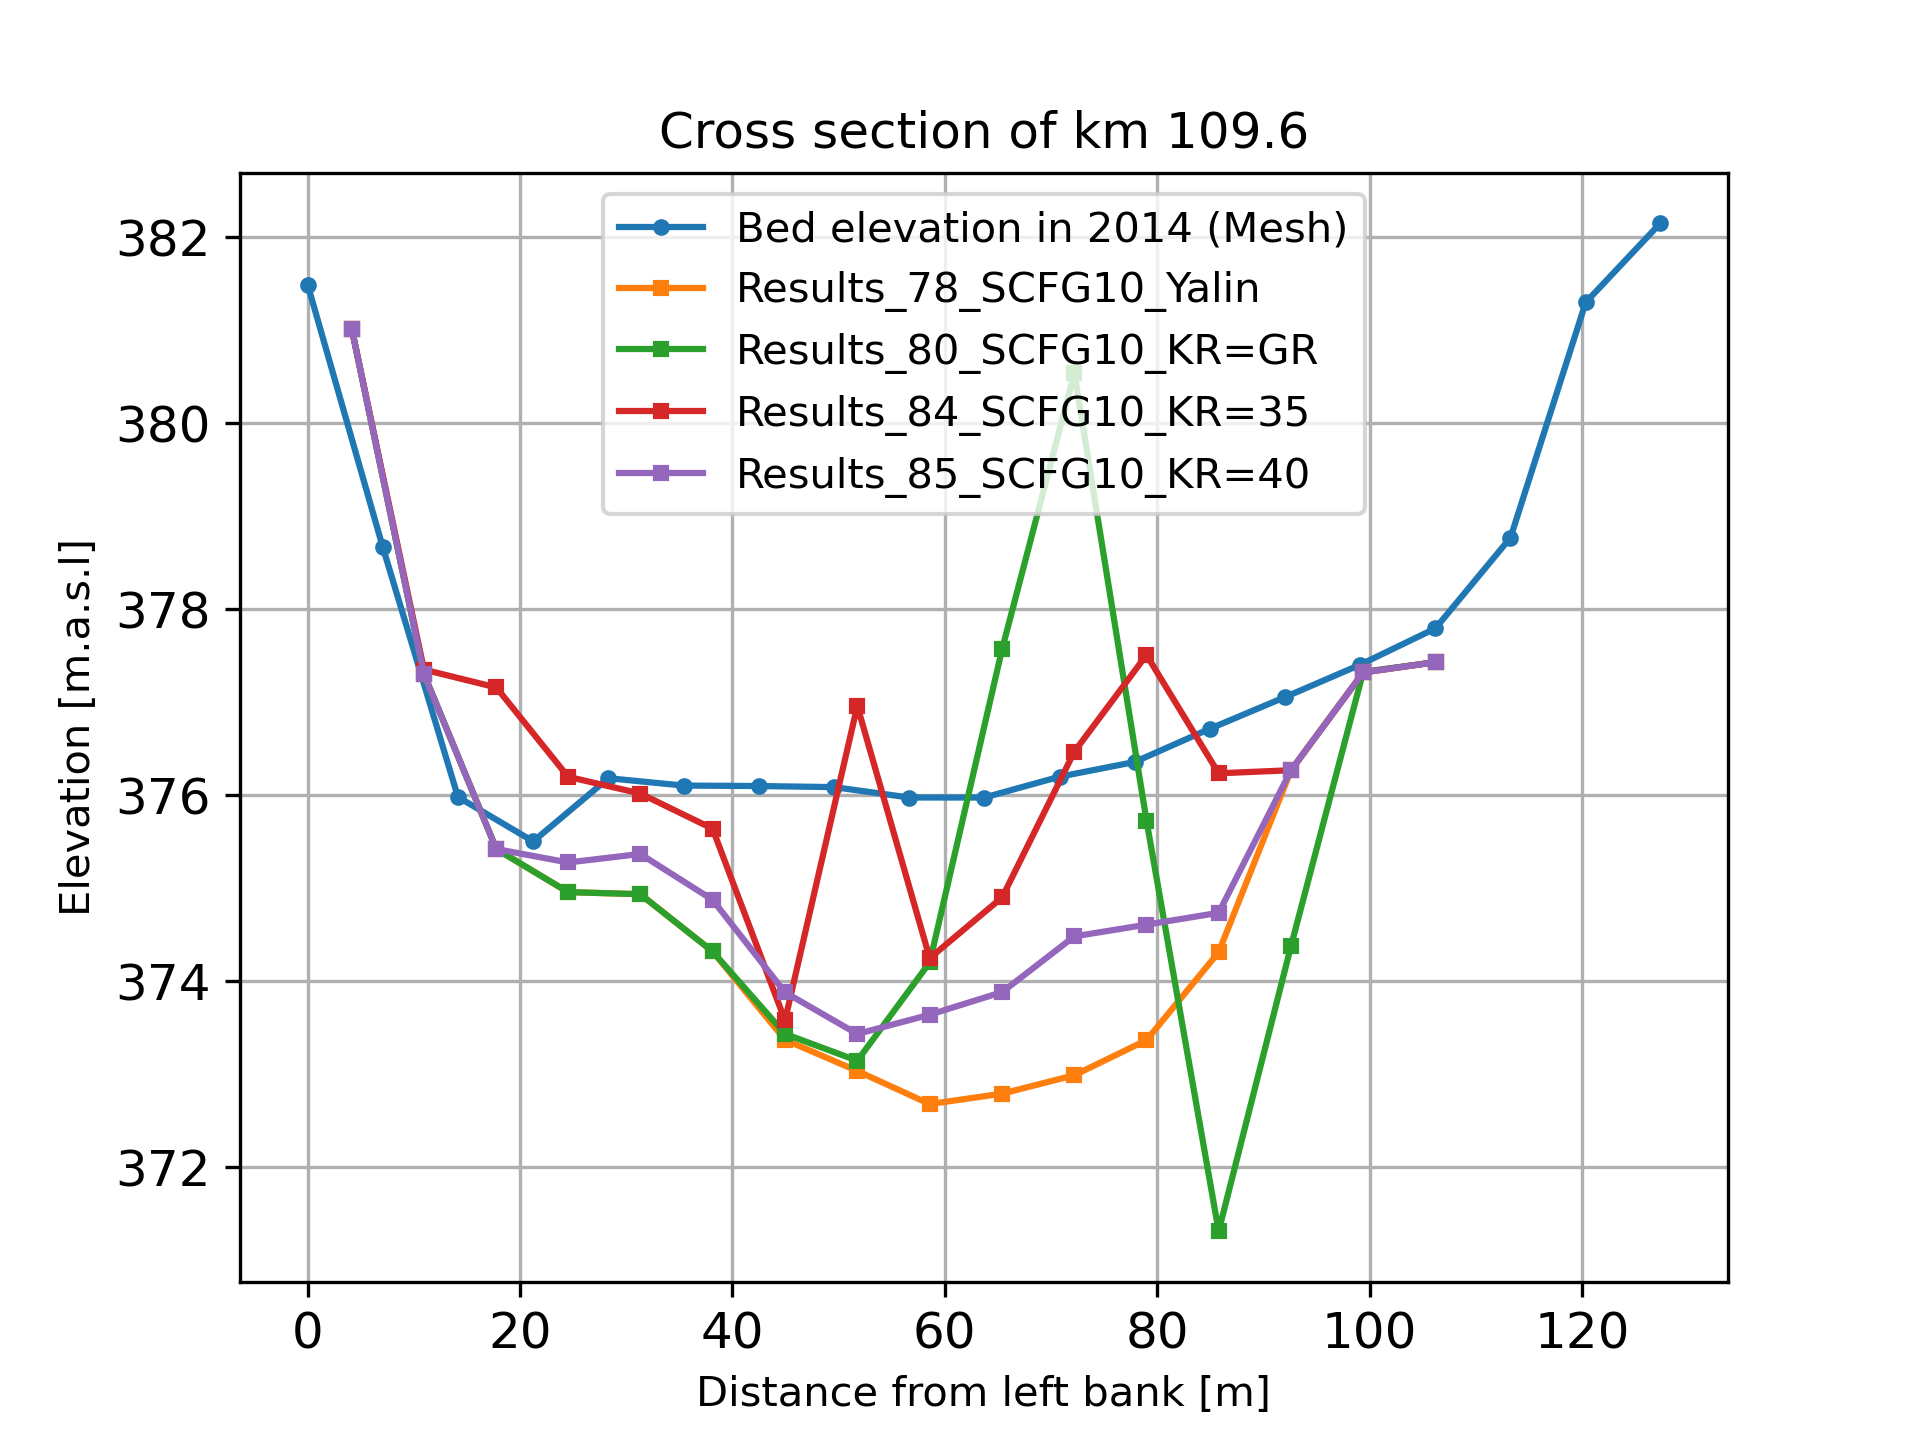 Cross section of km 109.6
Bed elevation in 2014 (Mesh)
Results_78_SCFG10_Yalin
Results_80_SCFG10_KR=GR
Results_84_SCFG10_KR=35
Results_85_SCFG10_KR=40
Elevation [m.a.s.l]
382
380
378
376
374
372
0 20 40 60 80 100 120
Distance from left bank [m]